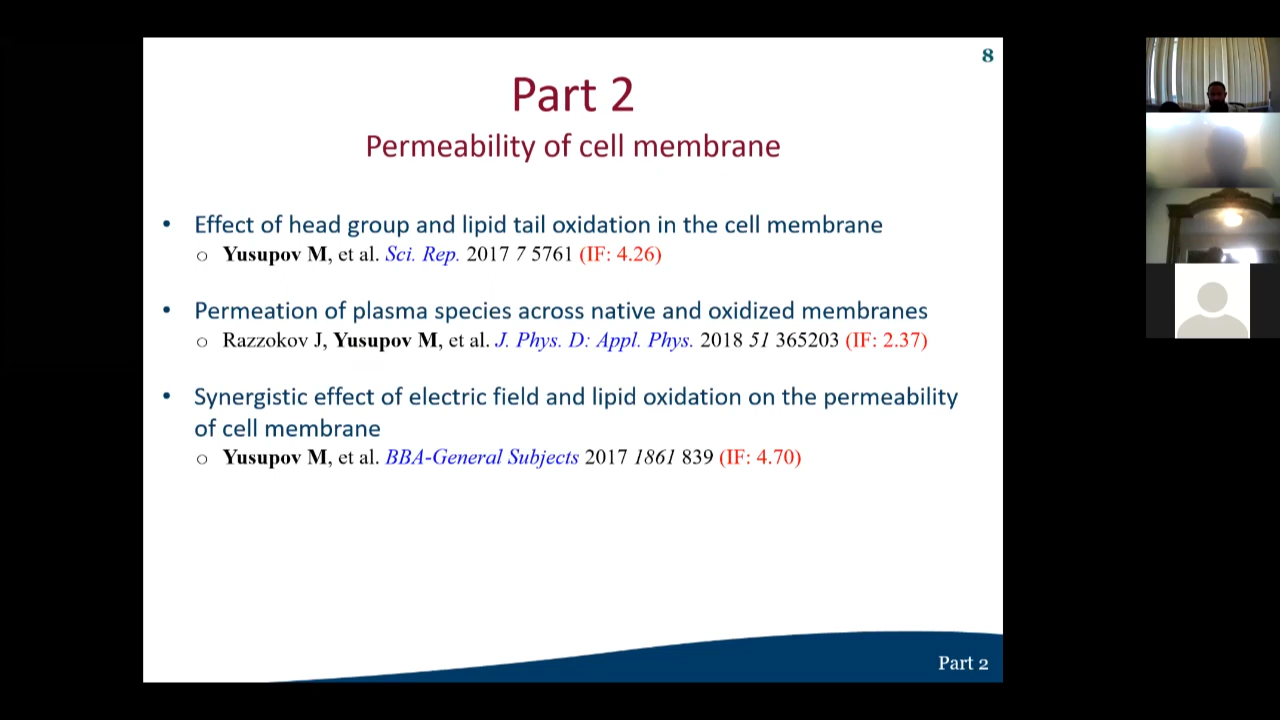 8
Part 2
Permeability of cell membrane
• Effect of head group and lipid tail oxidation in the cell membrane
o Yusupov M, et al. Sci. Rep. 2017 7 5761 (IF: 4.26)
• Permeation of plasma species across native and oxidized membranes
o Razzokov J, Yusupov M, et al. J. Phys. D: Appl. Phys. 2018 51 365203 (IF: 2.37)
• Synergistic effect of electric field and lipid oxidation on the permeability
of cell membrane
o Yusupov M, et al. BBA-General Subjects 2017 1861 839 (IF: 4.70)
Part 2